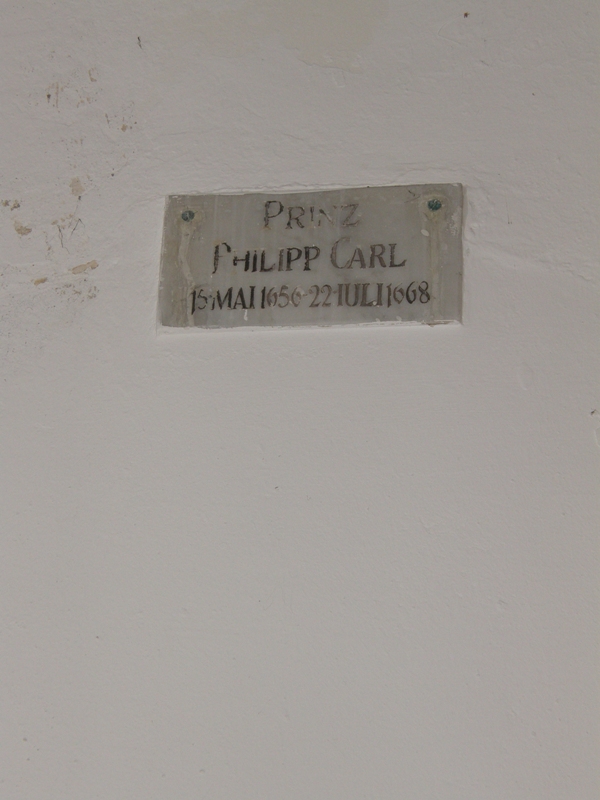 PRINZ
PHILIPP CARL
15·MAI 1656-22·IULI 1668